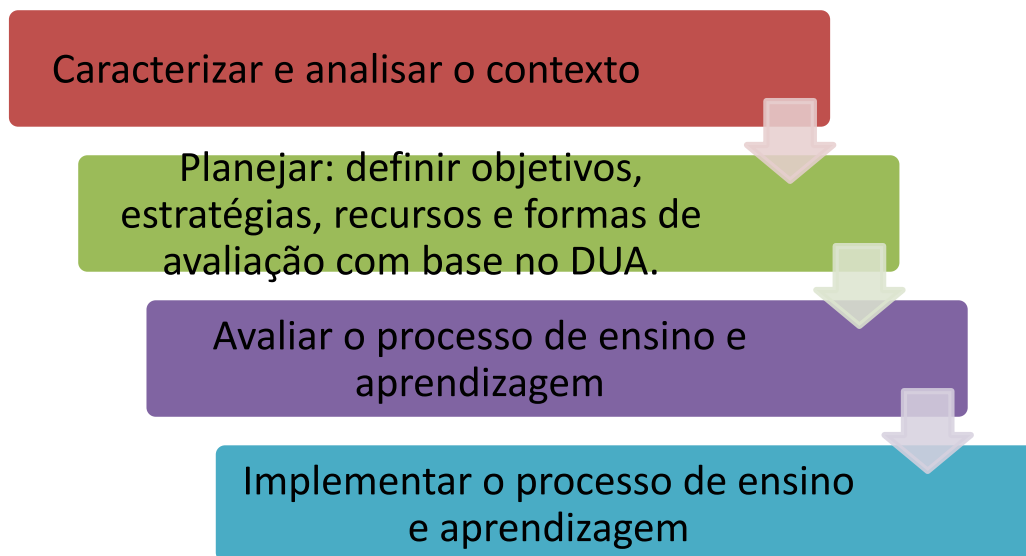 Caracterizar e analisar o contexto
Planejar: definir objetivos,
estratégias, recursos e formas de
avaliação com base no DUA.
Avaliar o processo de ensino e
aprendizagem
Implementar o processo de ensino
e aprendizagem